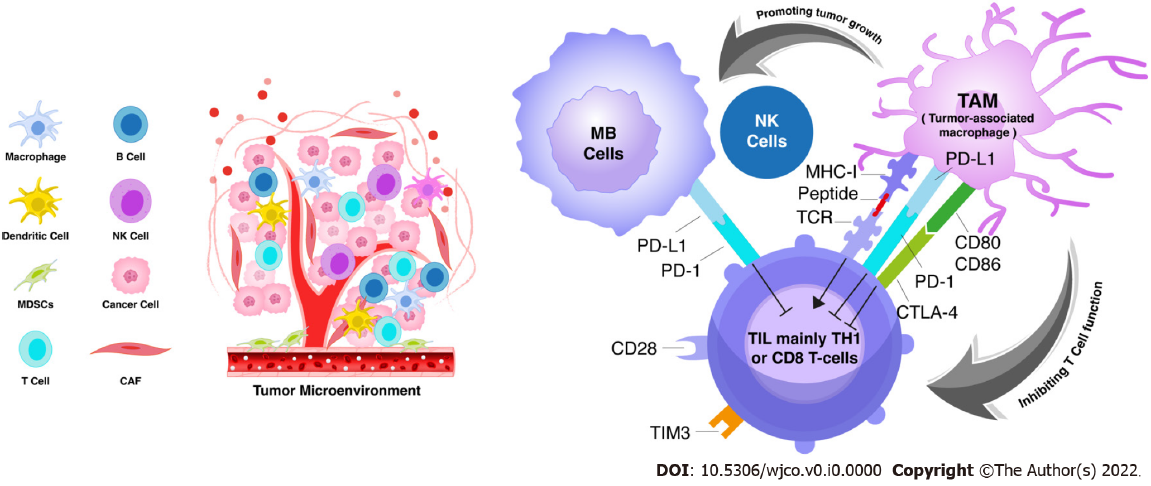 Macrophage
B Cell
Dendritic Cell
NK Cell
MDSCs
Cancer Cell
T Cell
CAF
Tumor Microenvironment
Promoting tumor growth
MB
Cells
NK
Cells
TAM
( Turmor-associated
macrophage )
PD-L1
MHC-I
Peptide
TCR
PD-L1
PD-1
CD80
CD86
PD-1
CTLA-4
TIL mainly TH1
or CD8 T-cells
CD28
TIM3
Inhibiting T Cell function
DOI: 10.5306/wjco.v0.i0.0000 Copyright ©The Author(s) 2022.